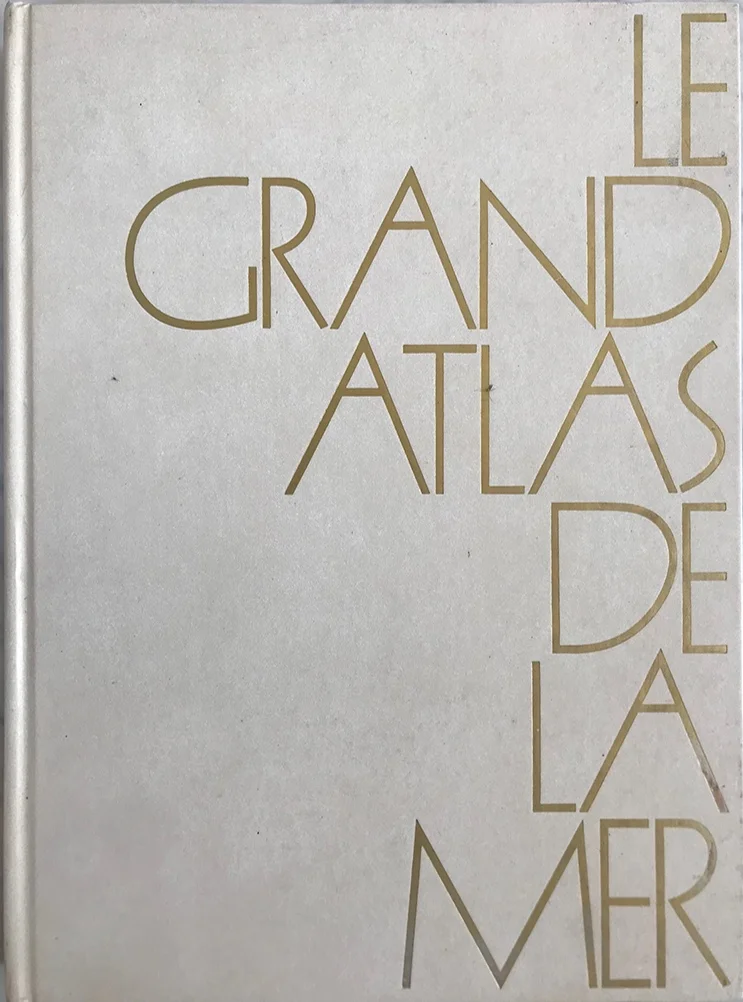 LE
GRAND
ATLAS
DE
LA
MER